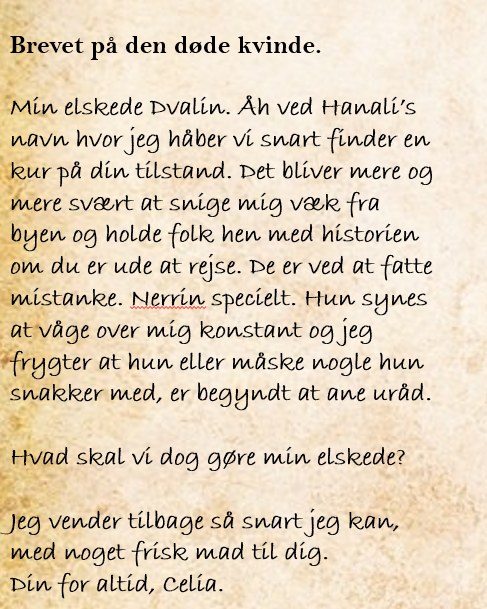 Brevet på den døde kvinde.
Min elskede Dvalin. Åh ved Hanali's
navn hvor jeg håber vi snart finder en
kur på din tilstand. Det bliver mere og
mere svært at snige mig væk fra
byen og holde folk hen med historien
om du er ude at rejse. De er ved at fatte
mistanke. Nerrin specielt. Hun synes
at våge over mig konstant og jeg
frygter at hun eller måske nogle hun
snakker med, er begyndt at ane uråd.
Hvad skal vi dog gøre min elskede?
Jeg vender tilbage så snart jeg kan,
med noget frisk mad til dig.
Din for altid, Celia.